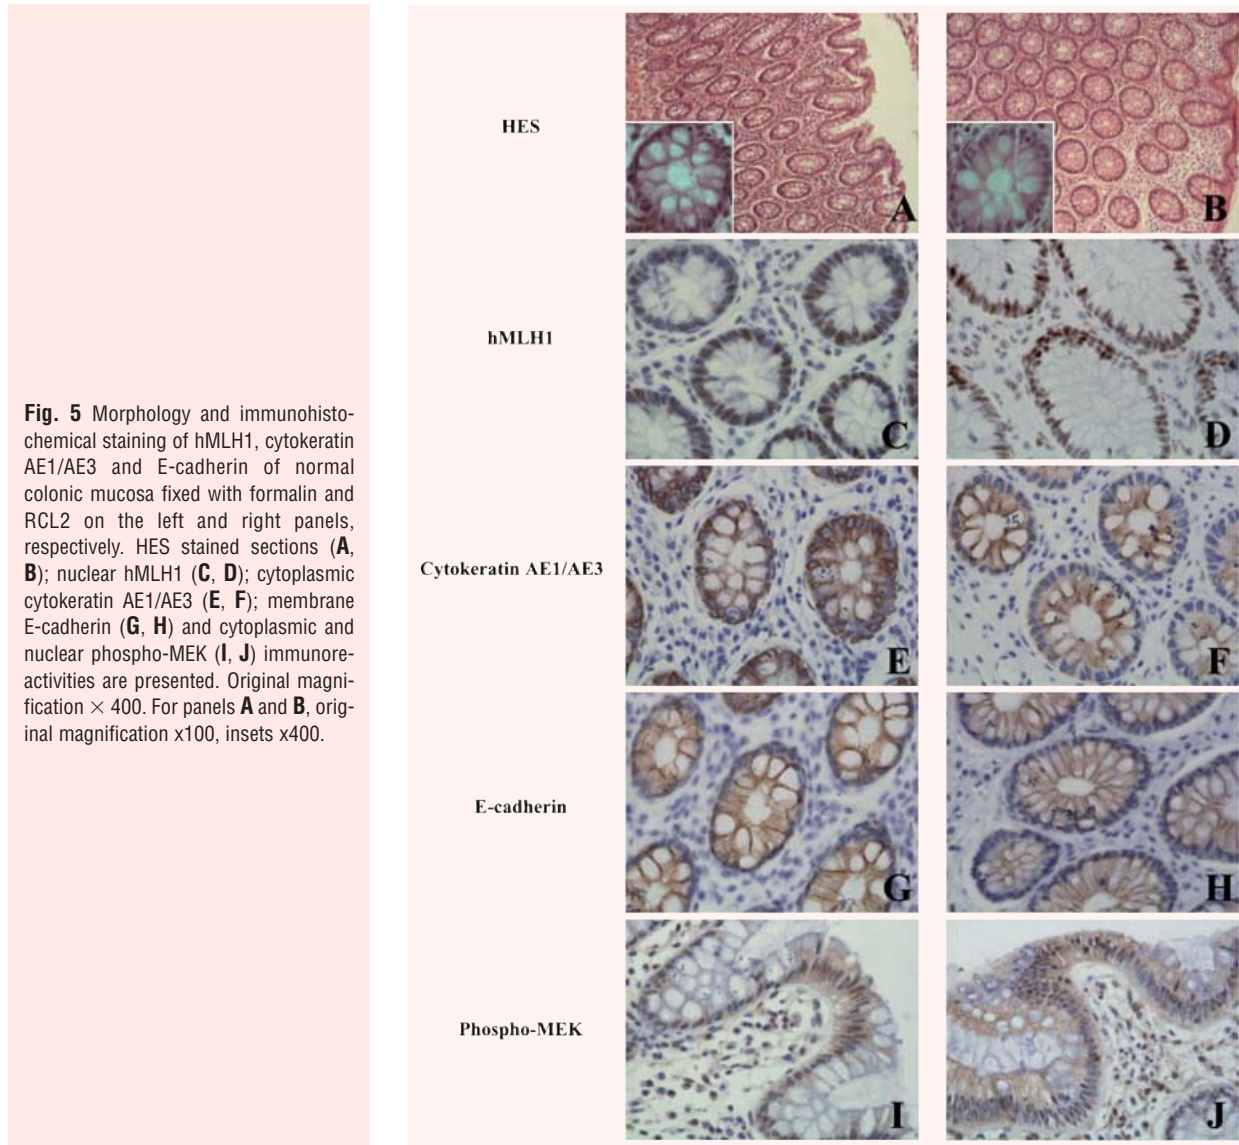 Fig. 5 Morphology and immunohisto-
chemical staining of hMLH1, cytokeratin
AE1/AE3 and E-cadherin of normal
colonic mucosa fixed with formalin and
RCL2 on the left and right panels,
respectively. HES stained sections (A,
B); nuclear hMLH1 (C, D); cytoplasmic
cytokeratin AE1/AE3 (E, F); membrane
E-cadherin (G, H) and cytoplasmic and
nuclear phospho-MEK (I, J) immunore-
activities are presented. Original magni-
fication × 400. For panels A and B, orig-
inal magnification x100, insets x400.
HES
A
B
hMLH1
C
D
Cytokeratin AE1/AE3
E
F
E-cadherin
G
H
Phospho-MEK
I
J